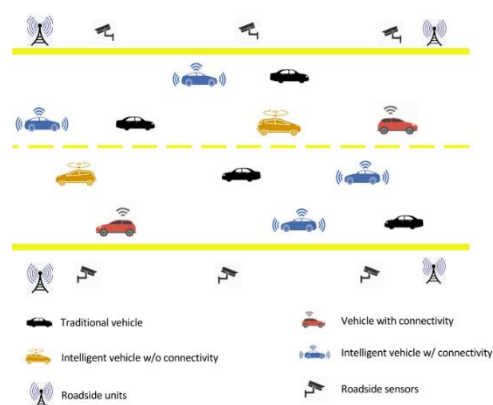 Traditional vehicle
Vehicle with connectivity
Intelligent vehicle w/o connectivity
Intelligent vehicle w/ connectivity
Roadside units
Roadside sensors